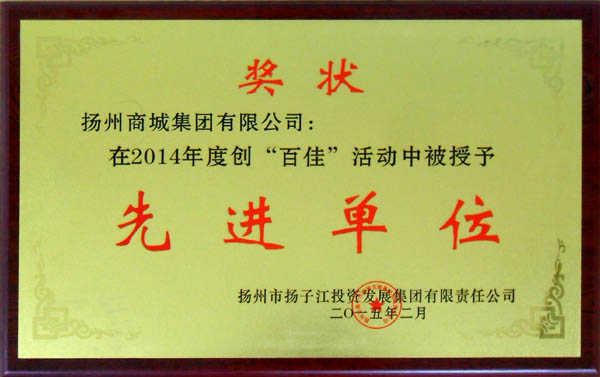 奖状
扬州商城集团有限公司：
在2014年度创“百佳”活动中被授予
先进单位
扬州市扬子江投资发展集团有限责任公司
二〇一五年二月